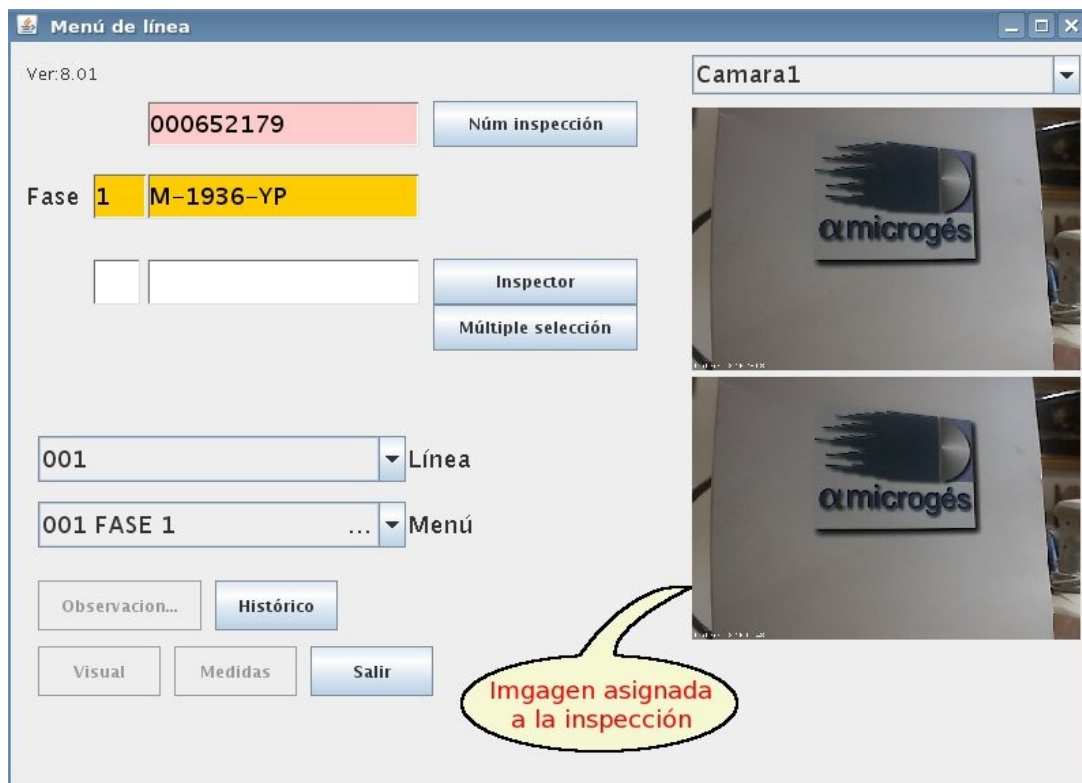 Menú de línea
Ver:8.01
Camara1
000652179
Núm inspección
Fase 1 M-1936-YP
Inspector
Múltiple selección
αmicrogés
αmicrogés
001 Línea
001 FASE 1 ... Menú
Observacion... Histórico
Visual Medidas Salir
Imgagen asignada
a la inspección